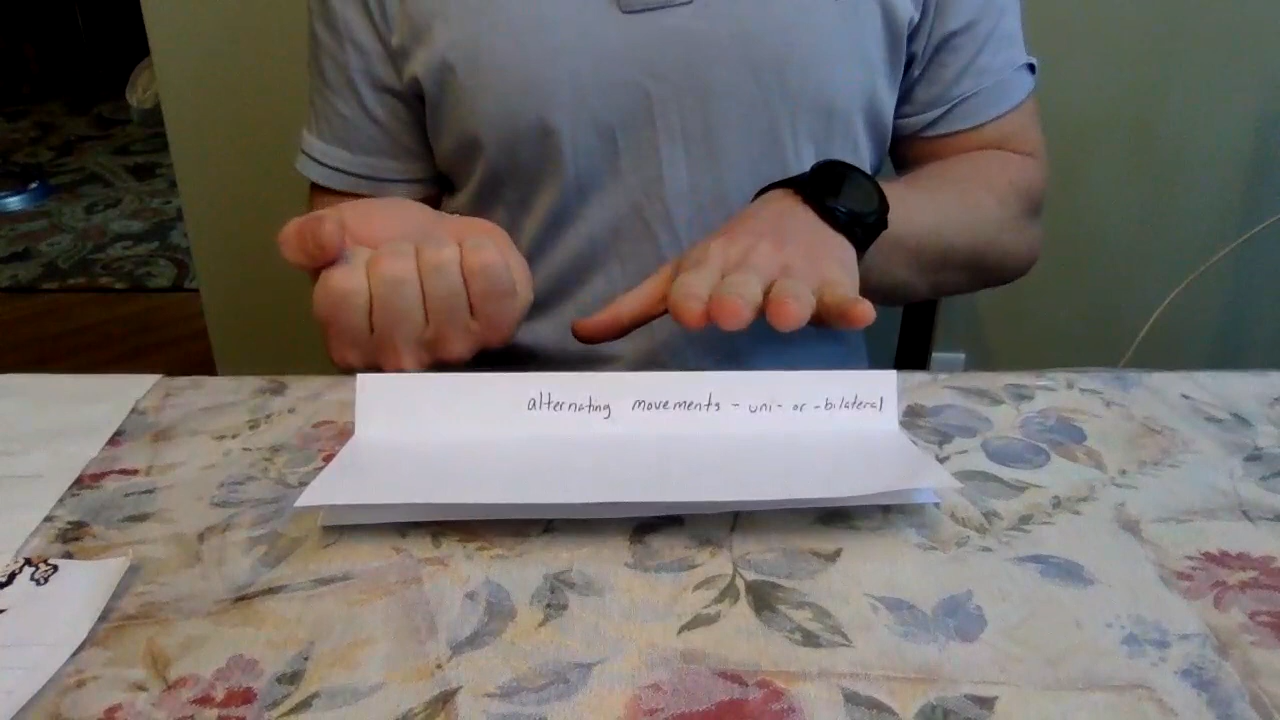 alternating movements - uni- or -bilateral